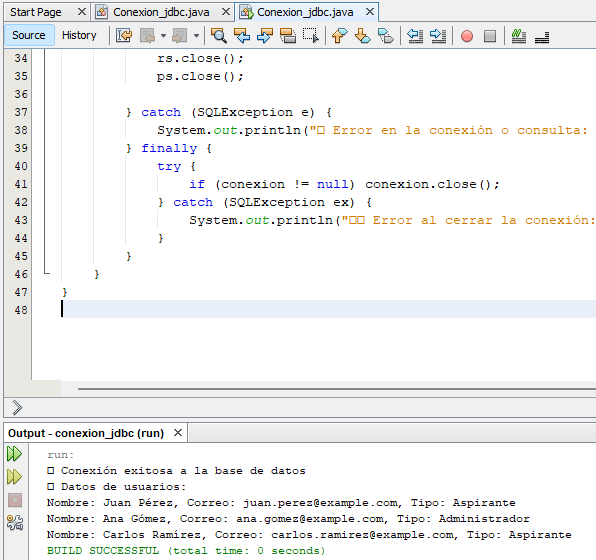 Start Page Conexion_jdbc.java Conexion_jdbc.java
Source History
34 rs.close();
35 ps.close();
36
37 } catch (SQLException e) {
38 System.out.println("□ Error en la conexión o consulta:
39 } finally {
40 try {
41 if (conexion != null) conexion.close();
42 } catch (SQLException ex) {
43 System.out.println("□□ Error al cerrar la conexión:
44 }
45 }
46 }
47 }
48
Output - conexion_jdbc (run)
run:
□ Conexión exitosa a la base de datos
□ Datos de usuarios:
Nombre: Juan Pérez, Correo: juan.perez@example.com, Tipo: Aspirante
Nombre: Ana Gómez, Correo: ana.gomez@example.com, Tipo: Administrador
Nombre: Carlos Ramírez, Correo: carlos.ramirez@example.com, Tipo: Aspirante
BUILD SUCCESSFUL (total time: 0 seconds)